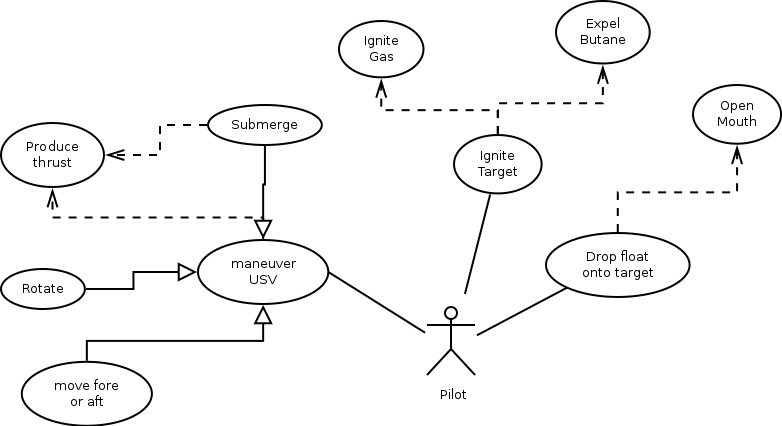 Expel
Butane
Ignite
Gas
Open
Mouth
Submerge
Produce
thrust
Ignite
Target
maneuver
USV
Drop float
onto target
Rotate
move fore
or aft
Pilot